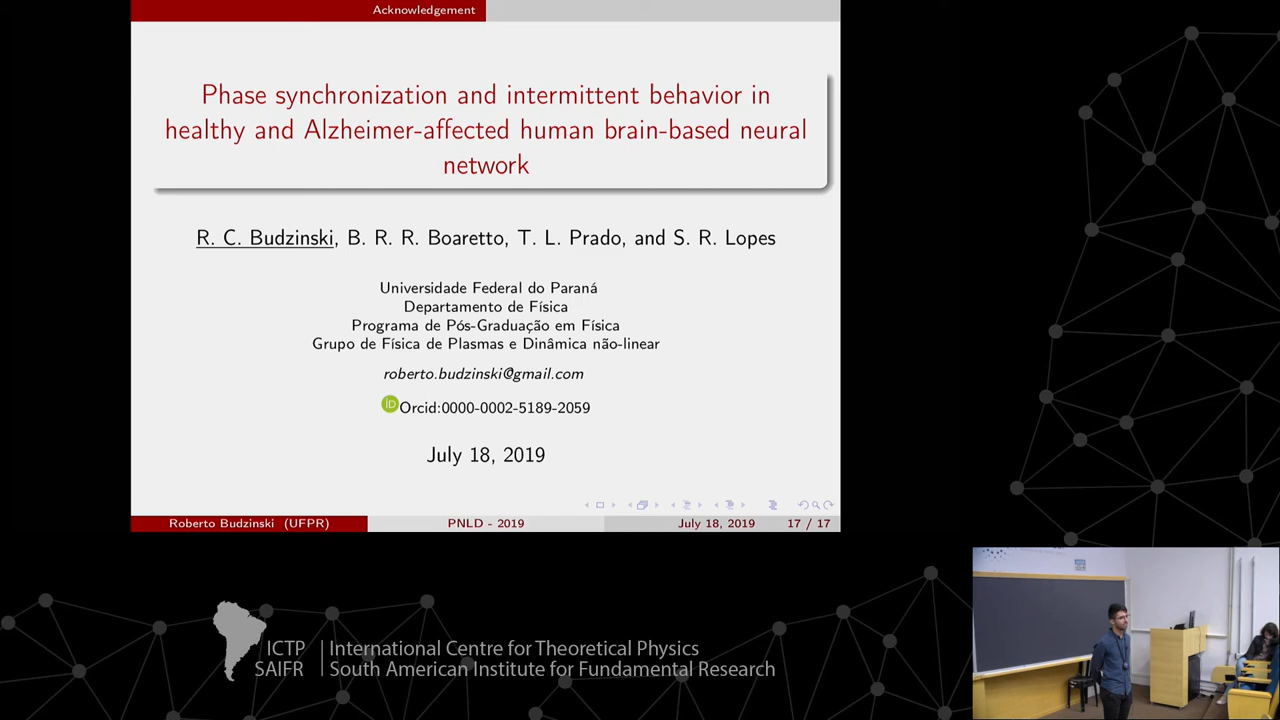 Acknowledgement
Phase synchronization and intermittent behavior in
healthy and Alzheimer-affected human brain-based neural
network
R. C. Budzinski, B. R. R. Boaretto, T. L. Prado, and S. R. Lopes
Universidade Federal do Paraná
Departamento de Física
Programa de Pós-Graduação em Física
Grupo de Física de Plasmas e Dinâmica não-linear
roberto.budzinski@gmail.com
iD Orcid:0000-0002-5189-2059
July 18, 2019
Roberto Budzinski (UFPR) PNLD - 2019 July 18, 2019 17 / 17
ICTP International Centre for Theoretical Physics
SAIFR South American Institute for Fundamental Research